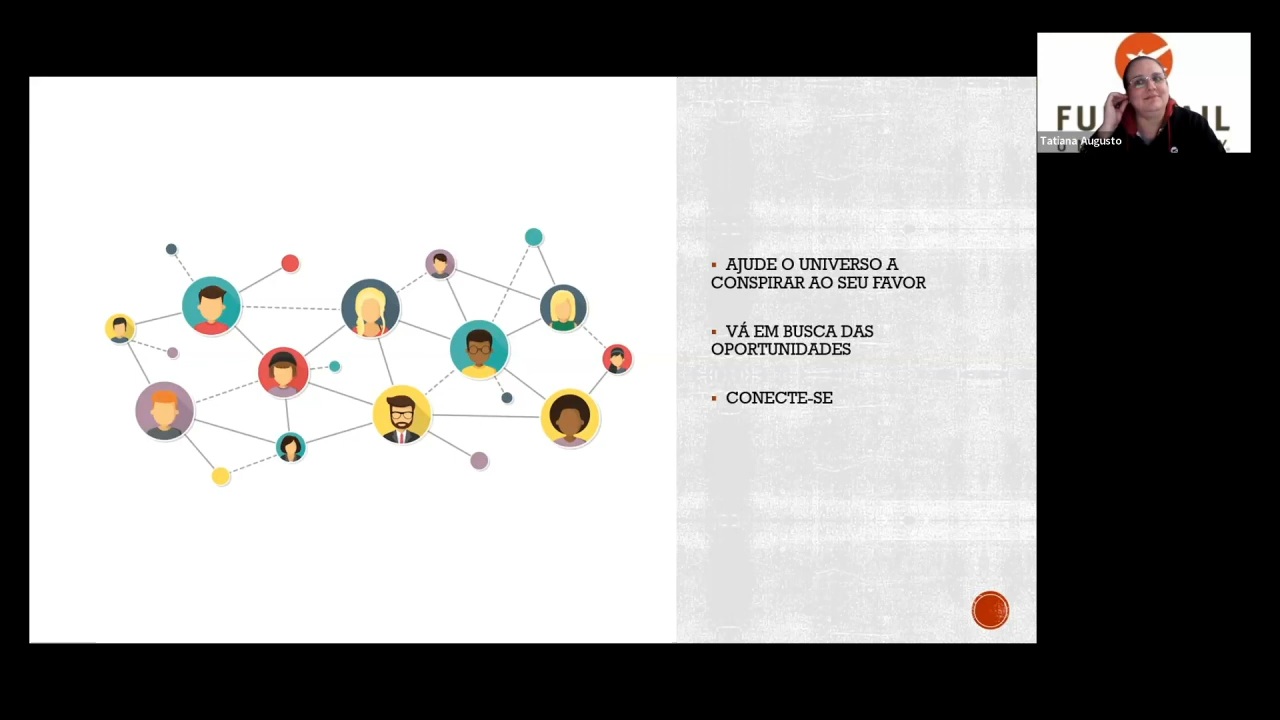 AJUDE O UNIVERSO A
CONSPIRAR AO SEU FAVOR
VÁ EM BUSCA DAS
OPORTUNIDADES
CONECTE-SE
Tatiana Augusto